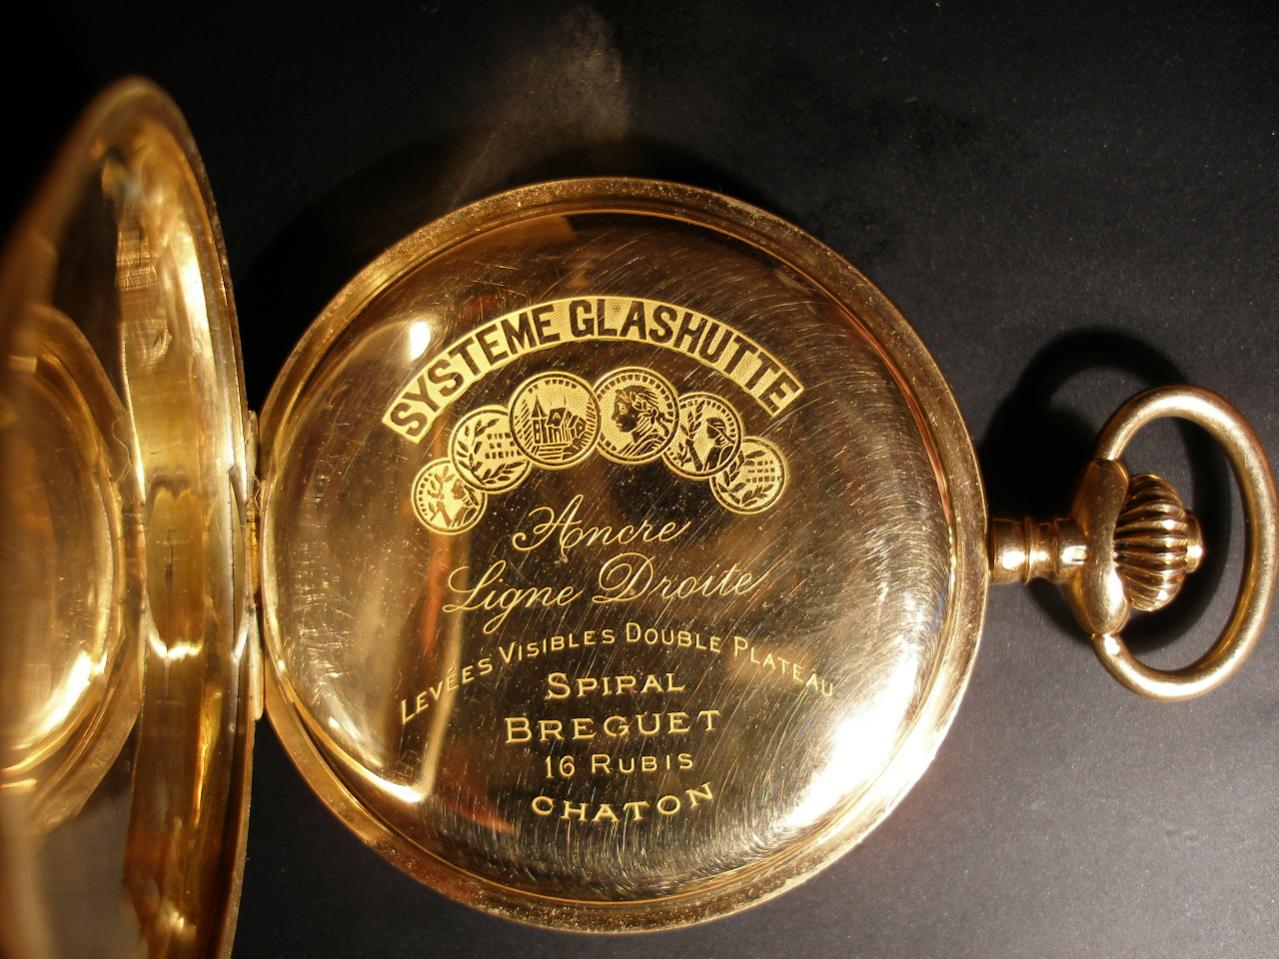 SYSTEME GLASHUTTE
Ancre
Ligne Droite
LEVÉES VISIBLES DOUBLE PLATEAU
SPIRAL
BREGUET
16 RUBIS
CHATON